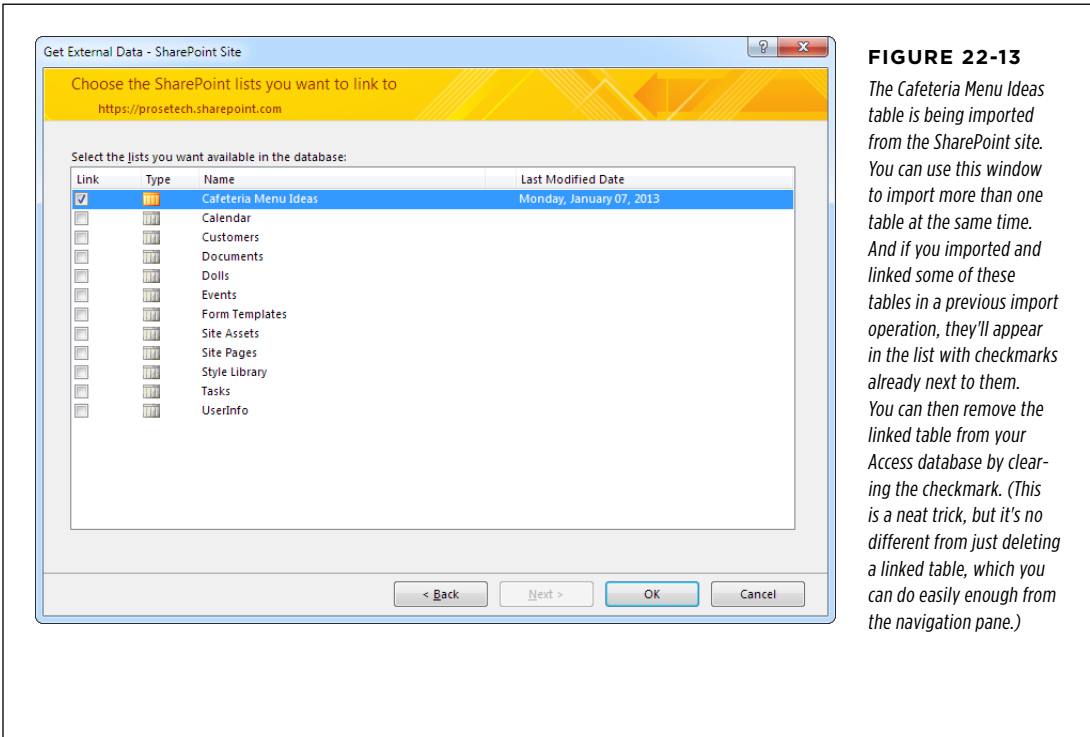 Get External Data - SharePoint Site
Choose the SharePoint lists you want to link to
https://prosetech.sharepoint.com
Select the lists you want available in the database:
Link Type Name Last Modified Date
Cafeteria Menu Ideas Monday, January 07, 2013
Calendar
Customers
Documents
Dolls
Events
Form Templates
Site Assets
Site Pages
Style Library
Tasks
UserInfo
< Back Next > OK Cancel
FIGURE 22-13
The Cafeteria Menu Ideas
table is being imported
from the SharePoint site.
You can use this window
to import more than one
table at the same time.
And if you imported and
linked some of these
tables in a previous import
operation, they'll appear
in the list with checkmarks
already next to them.
You can then remove the
linked table from your
Access database by clear-
ing the checkmark. (This
is a neat trick, but it's no
different from just deleting
a linked table, which you
can do easily enough from
the navigation pane.)